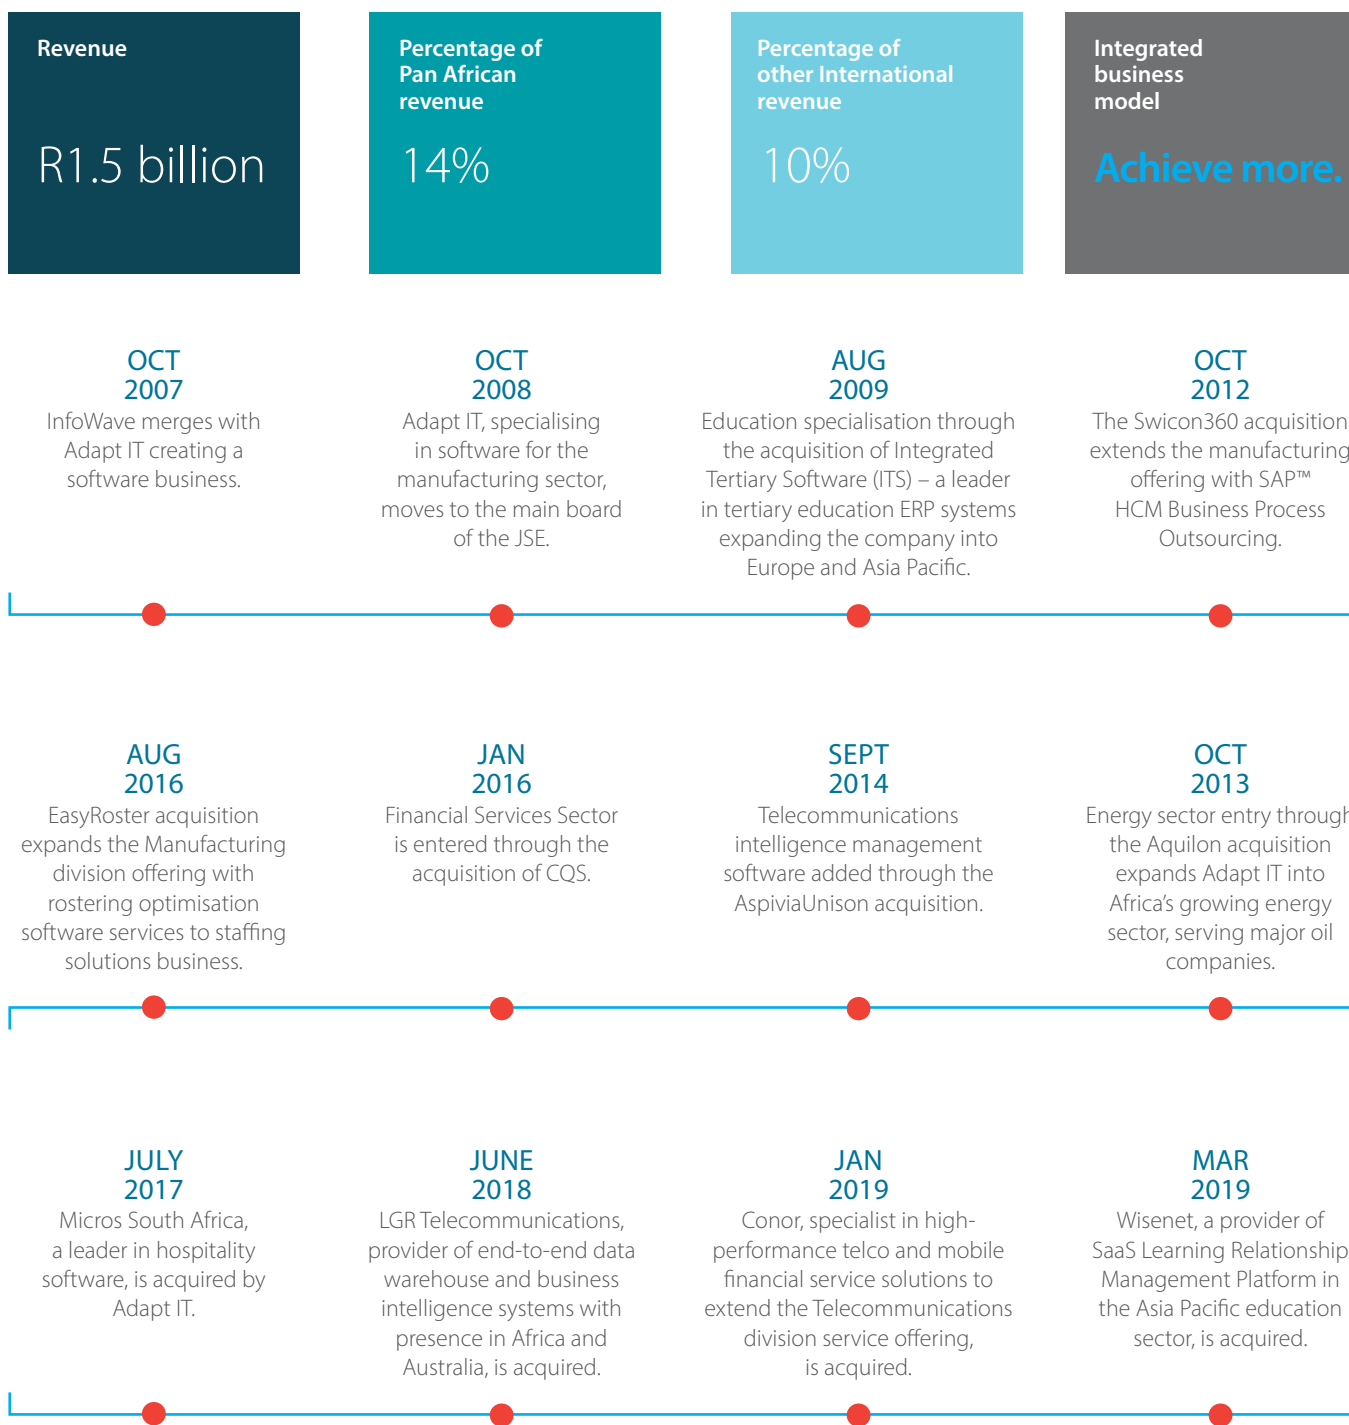 Revenue
R1.5 billion
Percentage of
Pan African
revenue
14%
Percentage of
other International
revenue
10%
Integrated
business
model
Achieve more.
OCT
2007
InfoWave merges with
Adapt IT creating a
software business.
OCT
2008
Adapt IT, specialising
in software for the
manufacturing sector,
moves to the main board
of the JSE.
AUG
2009
Education specialisation through
the acquisition of Integrated
Tertiary Software (ITS) – a leader
in tertiary education ERP systems
expanding the company into
Europe and Asia Pacific.
OCT
2012
The Swicon360 acquisition
extends the manufacturing
offering with SAP™
HCM Business Process
Outsourcing.
AUG
2016
EasyRoster acquisition
expands the Manufacturing
division offering with
rostering optimisation
software services to staffing
solutions business.
JAN
2016
Financial Services Sector
is entered through the
acquisition of CQS.
SEPT
2014
Telecommunications
intelligence management
software added through the
AspiviaUnison acquisition.
OCT
2013
Energy sector entry through
the Aquilon acquisition
expands Adapt IT into
Africa's growing energy
sector, serving major oil
companies.
JULY
2017
Micros South Africa,
a leader in hospitality
software, is acquired by
Adapt IT.
JUNE
2018
LGR Telecommunications,
provider of end-to-end data
warehouse and business
intelligence systems with
presence in Africa and
Australia, is acquired.
JAN
2019
Conor, specialist in high-
performance telco and mobile
financial service solutions to
extend the Telecommunications
division service offering,
is acquired.
MAR
2019
Wisenet, a provider of
SaaS Learning Relationship
Management Platform in
the Asia Pacific education
sector, is acquired.